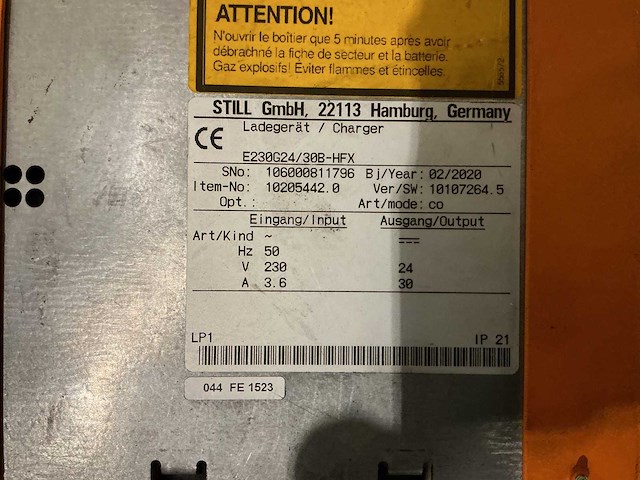 ATTENTION!
N'ouvrir le boîtier que 5 minutes après avoir
débrachné la fiche de secteur et la batterie.
Gaz explosifs! Éviter flammes et étincelles.
STILL GmbH, 22113 Hamburg, Germany
CE
Ladegerät / Charger
E230G24/30B-HFX
SNo: 106000811796 Bj/Year: 02/2020
Item-No: 10205442.0 Ver/SW: 10107264.5
Opt.: Art/mode: co
Eingang/Input Ausgang/Output
Art/Kind ~ ⎓
Hz 50
V 230 24
A 3.6 30
LP1 IP 21
044 FE 1523